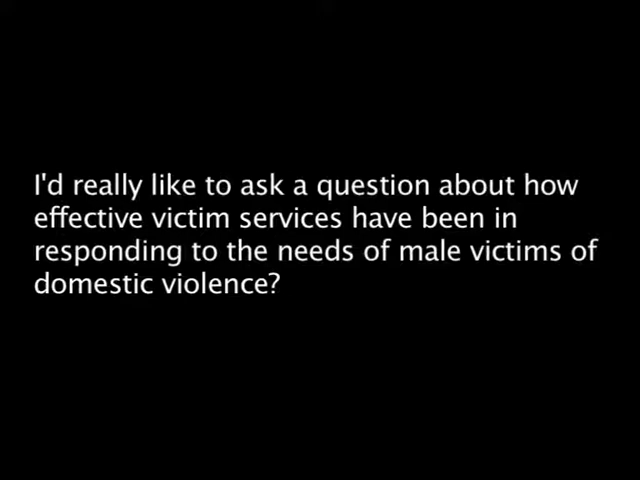 I'd really like to ask a question about how
effective victim services have been in
responding to the needs of male victims of
domestic violence?